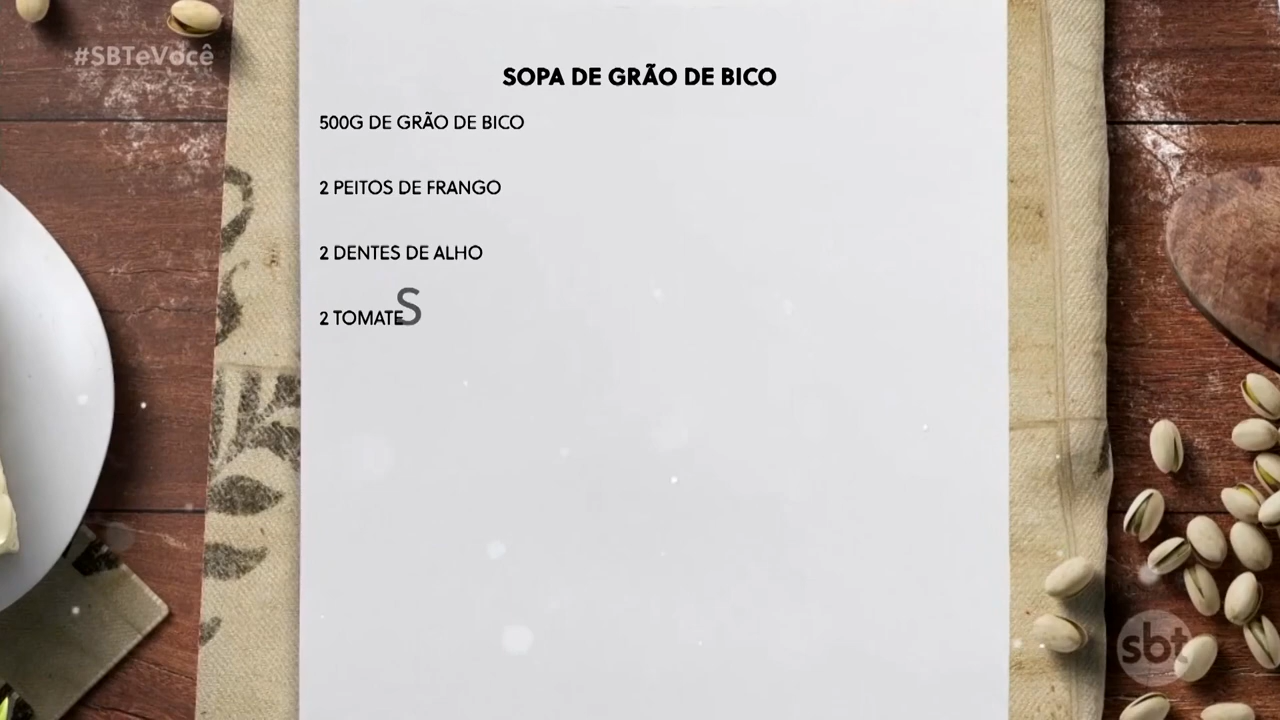 #SBTeVocê
SOPA DE GRÃO DE BICO
500G DE GRÃO DE BICO
2 PEITOS DE FRANGO
2 DENTES DE ALHO
2 TOMATES
sbt